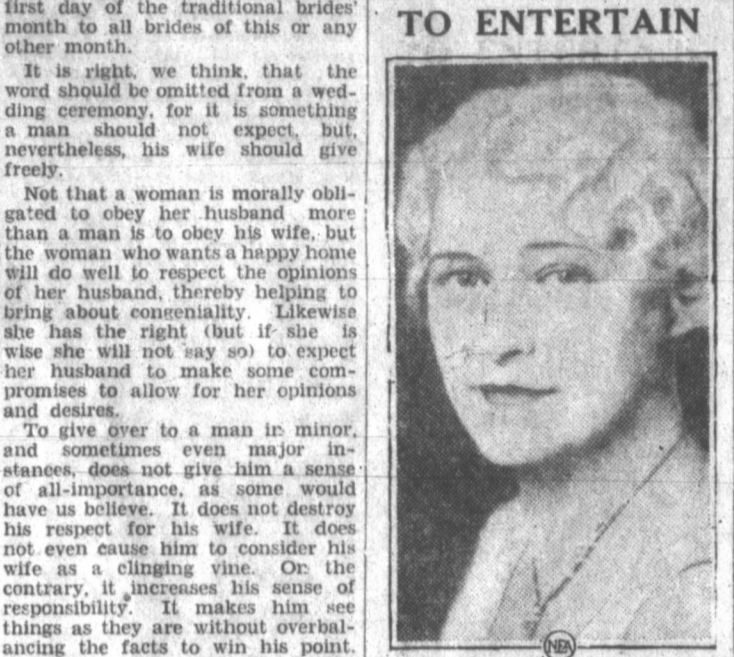 first day of the traditional brides'
month to all brides of this or any
other month.
It is right, we think, that the
word should be omitted from a wed-
ding ceremony, for it is something
a man should not expect, but,
nevertheless, his wife should give
freely.
Not that a woman is morally obli-
gated to obey her husband more
than a man is to obey his wife, but
the woman who wants a happy home
will do well to respect the opinions
of her husband, thereby helping to
bring about congeniality. Likewise
she has the right (but if she is
wise she will not say so) to expect
her husband to make some com-
promises to allow for her opinions
and desires.
To give over to a man in minor,
and sometimes even major in-
stances, does not give him a sense
of all-importance, as some would
have us believe. It does not destroy
his respect for his wife. It does
not even cause him to consider his
wife as a clinging vine. On the
contrary, it increases his sense of
responsibility. It makes him see
things as they are without overbal-
ancing the facts to win his point.
TO ENTERTAIN
NEA